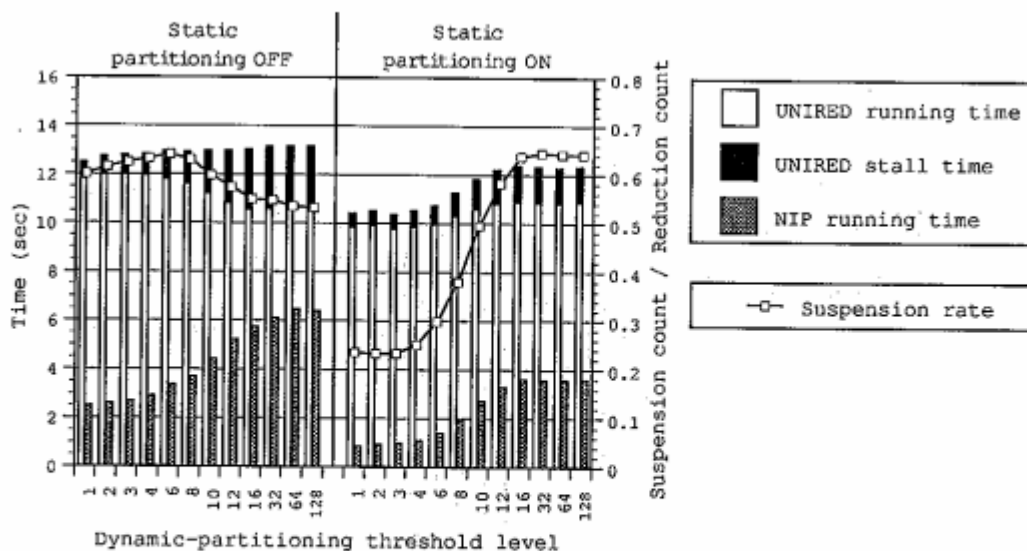 Static partitioning OFF
Static partitioning ON
Time (sec)
16
14
12
10
8
6
4
2
0
0.8
0.7
0.6
0.5
0.4
0.3
0.2
0.1
0
Suspension count / Reduction count
1 2 3 4 6 8 10 12 16 32 64 128
1 2 3 4 6 8 10 12 16 32 64 128
Dynamic-partitioning threshold level
UNIRED running time
UNIRED stall time
NIP running time
Suspension rate